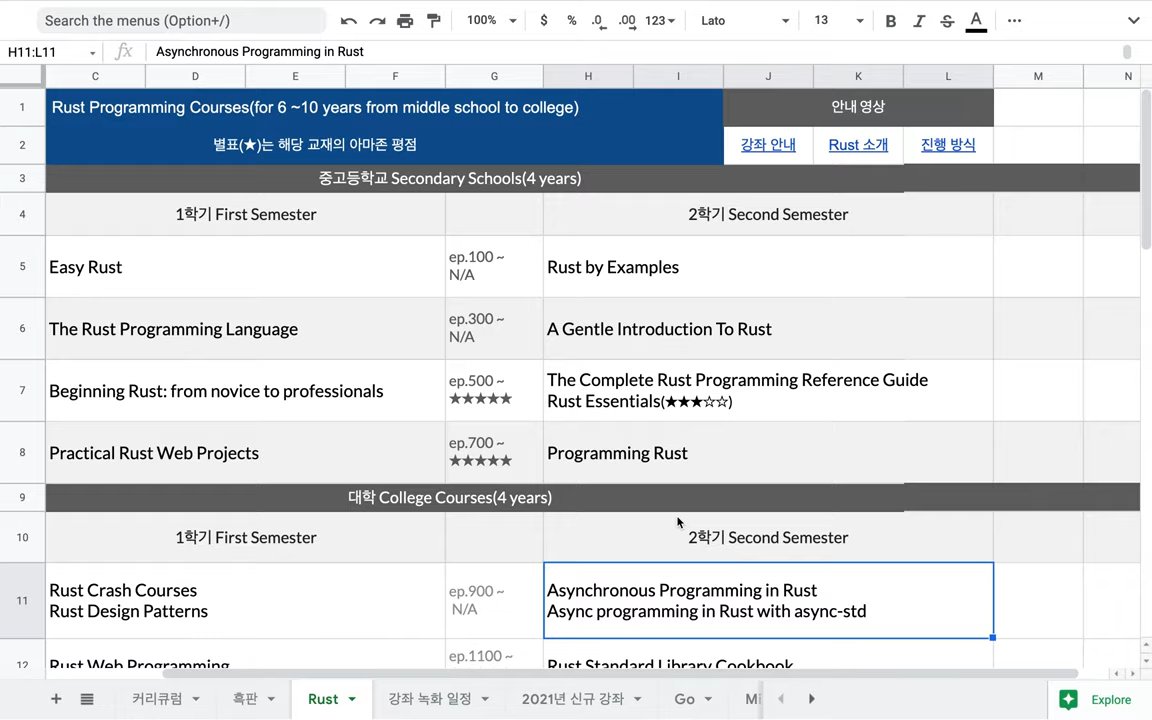 Search the menus (Option+/)
100%
$ % .0 .00 123
Lato
13
B I S A
H11:L11
fx
Asynchronous Programming in Rust
C D E F G H I J K L M N
1
Rust Programming Courses(for 6 ~10 years from middle school to college)
안내 영상
2
별표(★)는 해당 교재의 아마존 평점
강좌 안내
Rust 소개
진행 방식
3
중고등학교 Secondary Schools(4 years)
4
1학기 First Semester
2학기 Second Semester
5
Easy Rust
ep.100 ~
N/A
Rust by Examples
6
The Rust Programming Language
ep.300 ~
N/A
A Gentle Introduction To Rust
7
Beginning Rust: from novice to professionals
ep.500 ~
★★★★★
The Complete Rust Programming Reference Guide
Rust Essentials(★★★☆☆)
8
Practical Rust Web Projects
ep.700 ~
★★★★★
Programming Rust
9
대학 College Courses(4 years)
10
1학기 First Semester
2학기 Second Semester
11
Rust Crash Courses
Rust Design Patterns
ep.900 ~
N/A
Asynchronous Programming in Rust
Async programming in Rust with async-std
12
Rust Web Programming
ep.1100 ~
Rust Standard Library Cookbook
커리큘럼
흑판
Rust
강좌 녹화 일정
2021년 신규 강좌
Go
Explore